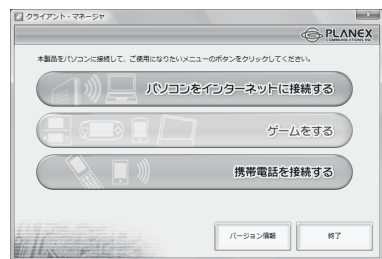 クライアント・マネージャ
PLANEX
COMMUNICATIONS INC.
本製品をパソコンに接続して、ご使用になりたいメニューのボタンをクリックしてください。
パソコンをインターネットに接続する
ゲームをする
携帯電話を接続する
バージョン情報
終了